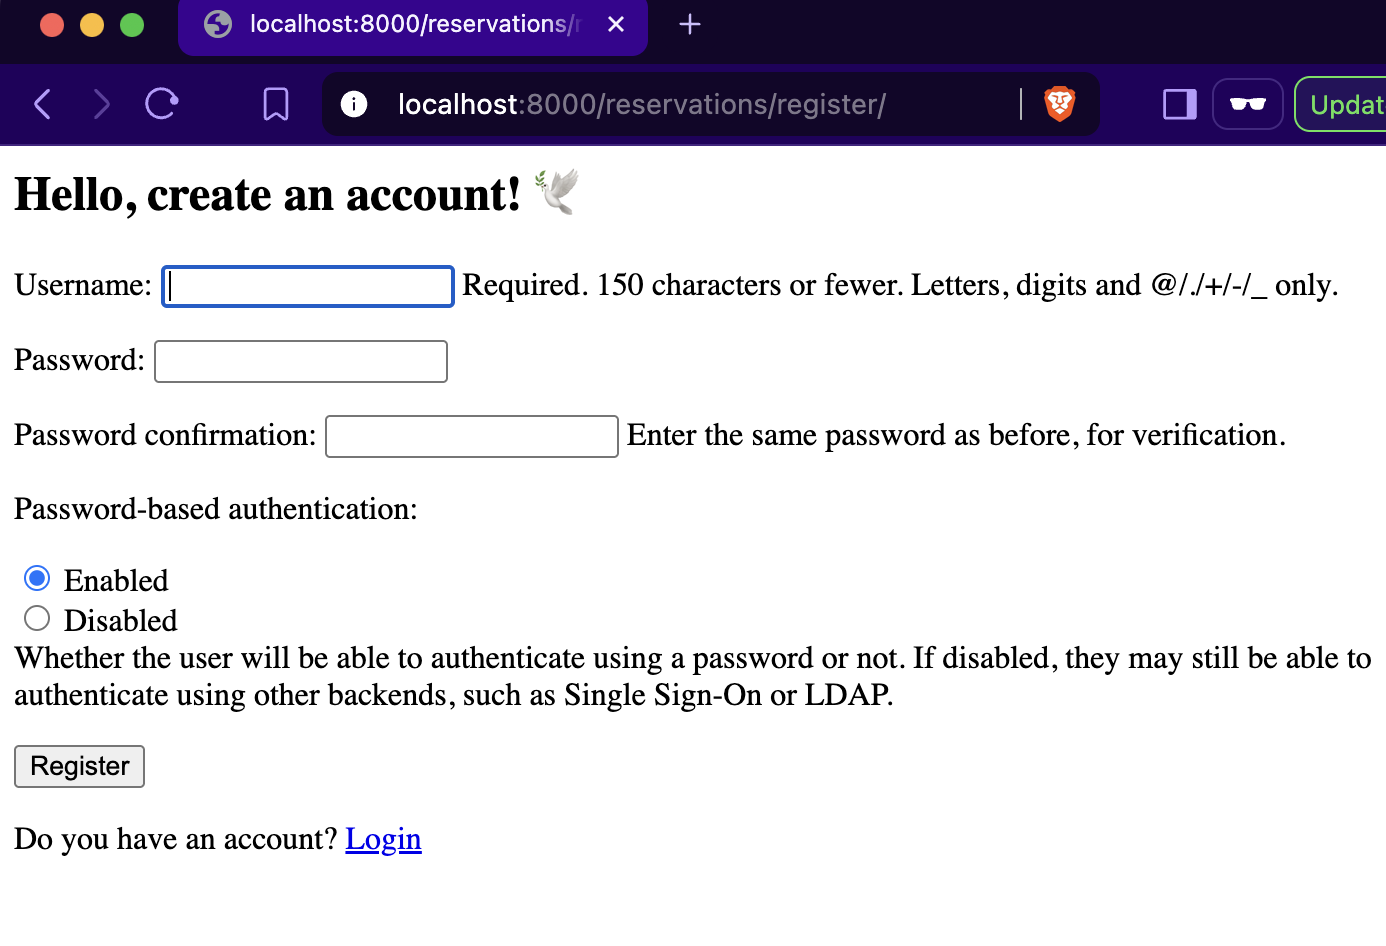 localhost:8000/reservations/r
localhost:8000/reservations/register/
Updat
Hello, create an account! 🕊️
Username: Required. 150 characters or fewer. Letters, digits and @/./+/-/_ only.
Password:
Password confirmation: Enter the same password as before, for verification.
Password-based authentication:
Enabled
Disabled
Whether the user will be able to authenticate using a password or not. If disabled, they may still be able to
authenticate using other backends, such as Single Sign-On or LDAP.
Register
Do you have an account? Login